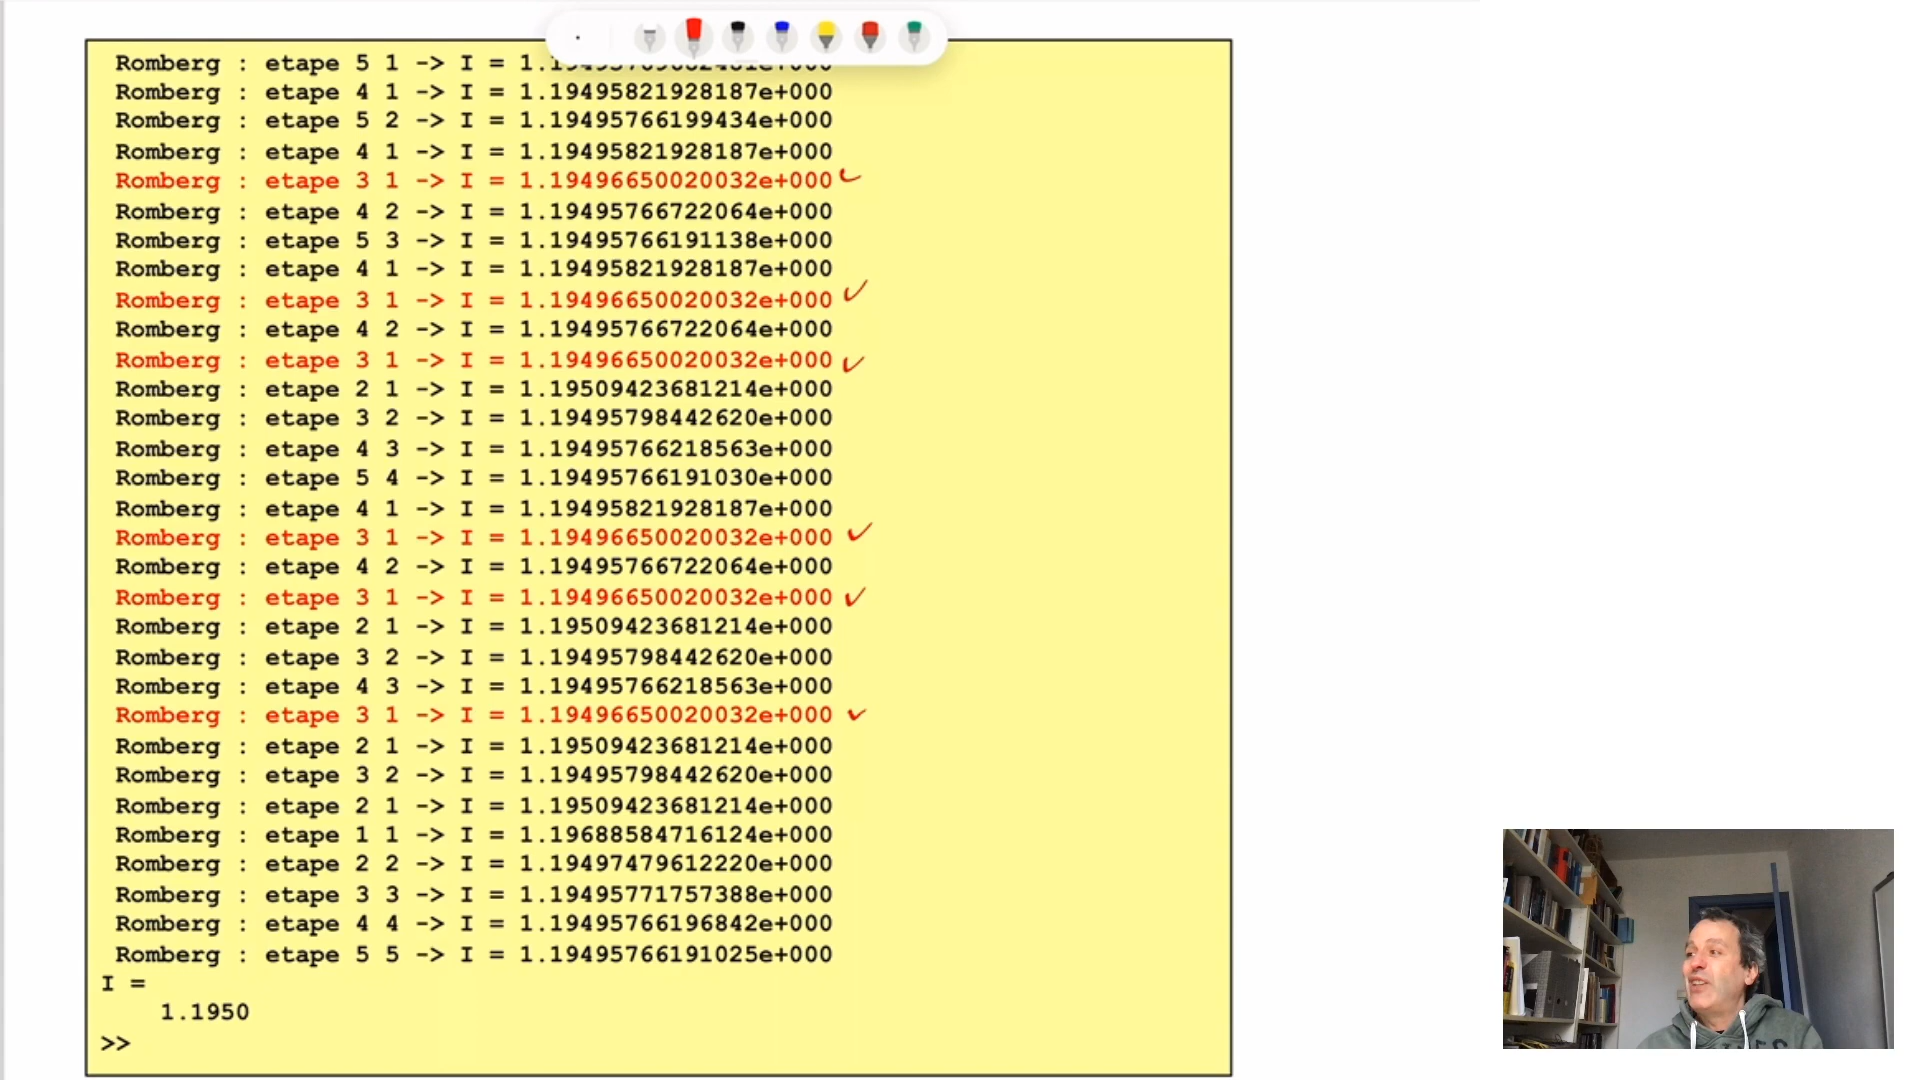 Romberg : etape 5 1 -> I =
Romberg : etape 4 1 -> I = 1.19495821928187e+000
Romberg : etape 5 2 -> I = 1.19495766199434e+000
Romberg : etape 4 1 -> I = 1.19495821928187e+000
Romberg : etape 3 1 -> I = 1.19496650020032e+000
Romberg : etape 4 2 -> I = 1.19495766722064e+000
Romberg : etape 5 3 -> I = 1.19495766191138e+000
Romberg : etape 4 1 -> I = 1.19495821928187e+000
Romberg : etape 3 1 -> I = 1.19496650020032e+000
Romberg : etape 4 2 -> I = 1.19495766722064e+000
Romberg : etape 3 1 -> I = 1.19496650020032e+000
Romberg : etape 2 1 -> I = 1.19509423681214e+000
Romberg : etape 3 2 -> I = 1.19495798442620e+000
Romberg : etape 4 3 -> I = 1.19495766218563e+000
Romberg : etape 5 4 -> I = 1.19495766191030e+000
Romberg : etape 4 1 -> I = 1.19495821928187e+000
Romberg : etape 3 1 -> I = 1.19496650020032e+000
Romberg : etape 4 2 -> I = 1.19495766722064e+000
Romberg : etape 3 1 -> I = 1.19496650020032e+000
Romberg : etape 2 1 -> I = 1.19509423681214e+000
Romberg : etape 3 2 -> I = 1.19495798442620e+000
Romberg : etape 4 3 -> I = 1.19495766218563e+000
Romberg : etape 3 1 -> I = 1.19496650020032e+000
Romberg : etape 2 1 -> I = 1.19509423681214e+000
Romberg : etape 3 2 -> I = 1.19495798442620e+000
Romberg : etape 2 1 -> I = 1.19509423681214e+000
Romberg : etape 1 1 -> I = 1.19688584716124e+000
Romberg : etape 2 2 -> I = 1.19497479612220e+000
Romberg : etape 3 3 -> I = 1.19495771757388e+000
Romberg : etape 4 4 -> I = 1.19495766196842e+000
Romberg : etape 5 5 -> I = 1.19495766191025e+000
I =
1.1950
>>